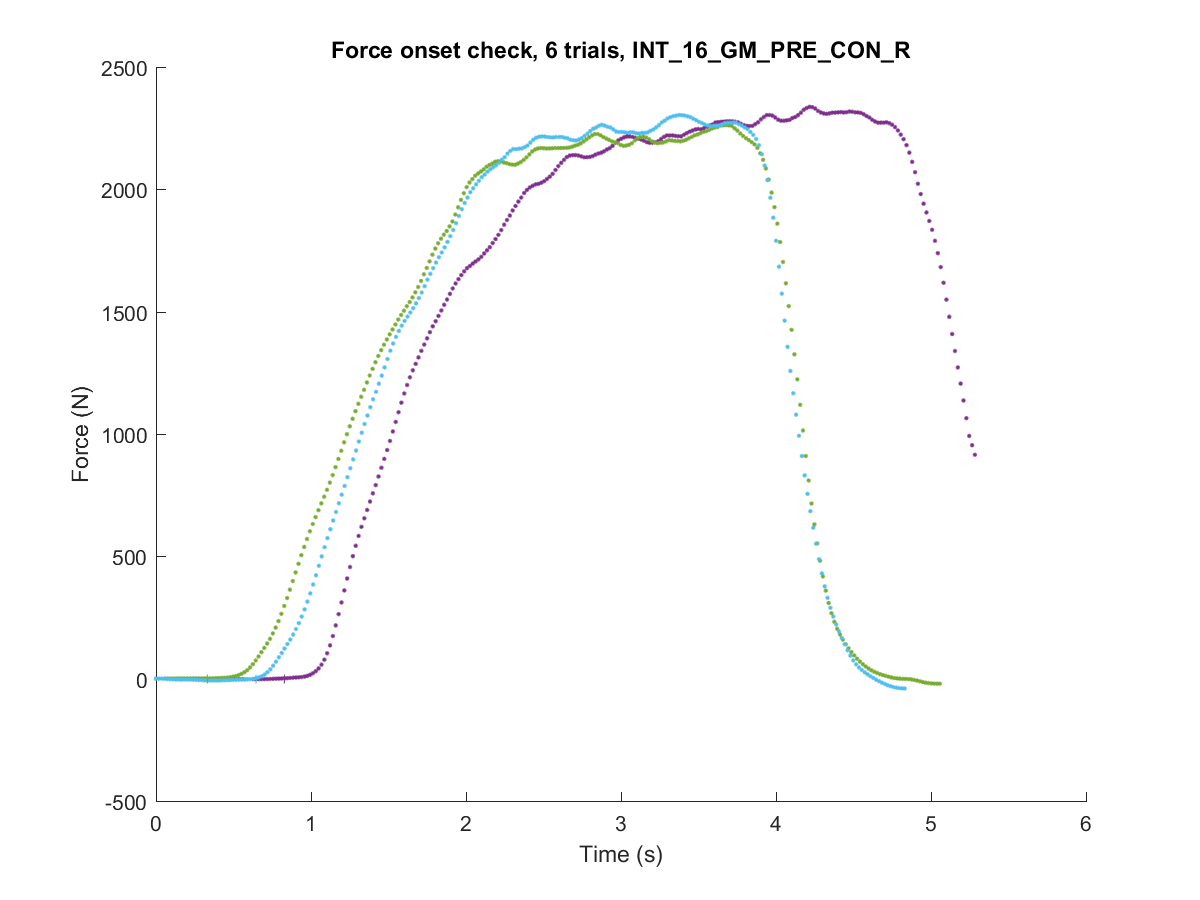 Force onset check, 6 trials, INT_16_GM_PRE_CON_R
2500
2000
1500
1000
500
0
-500
Force (N)
0 1 2 3 4 5 6
Time (s)